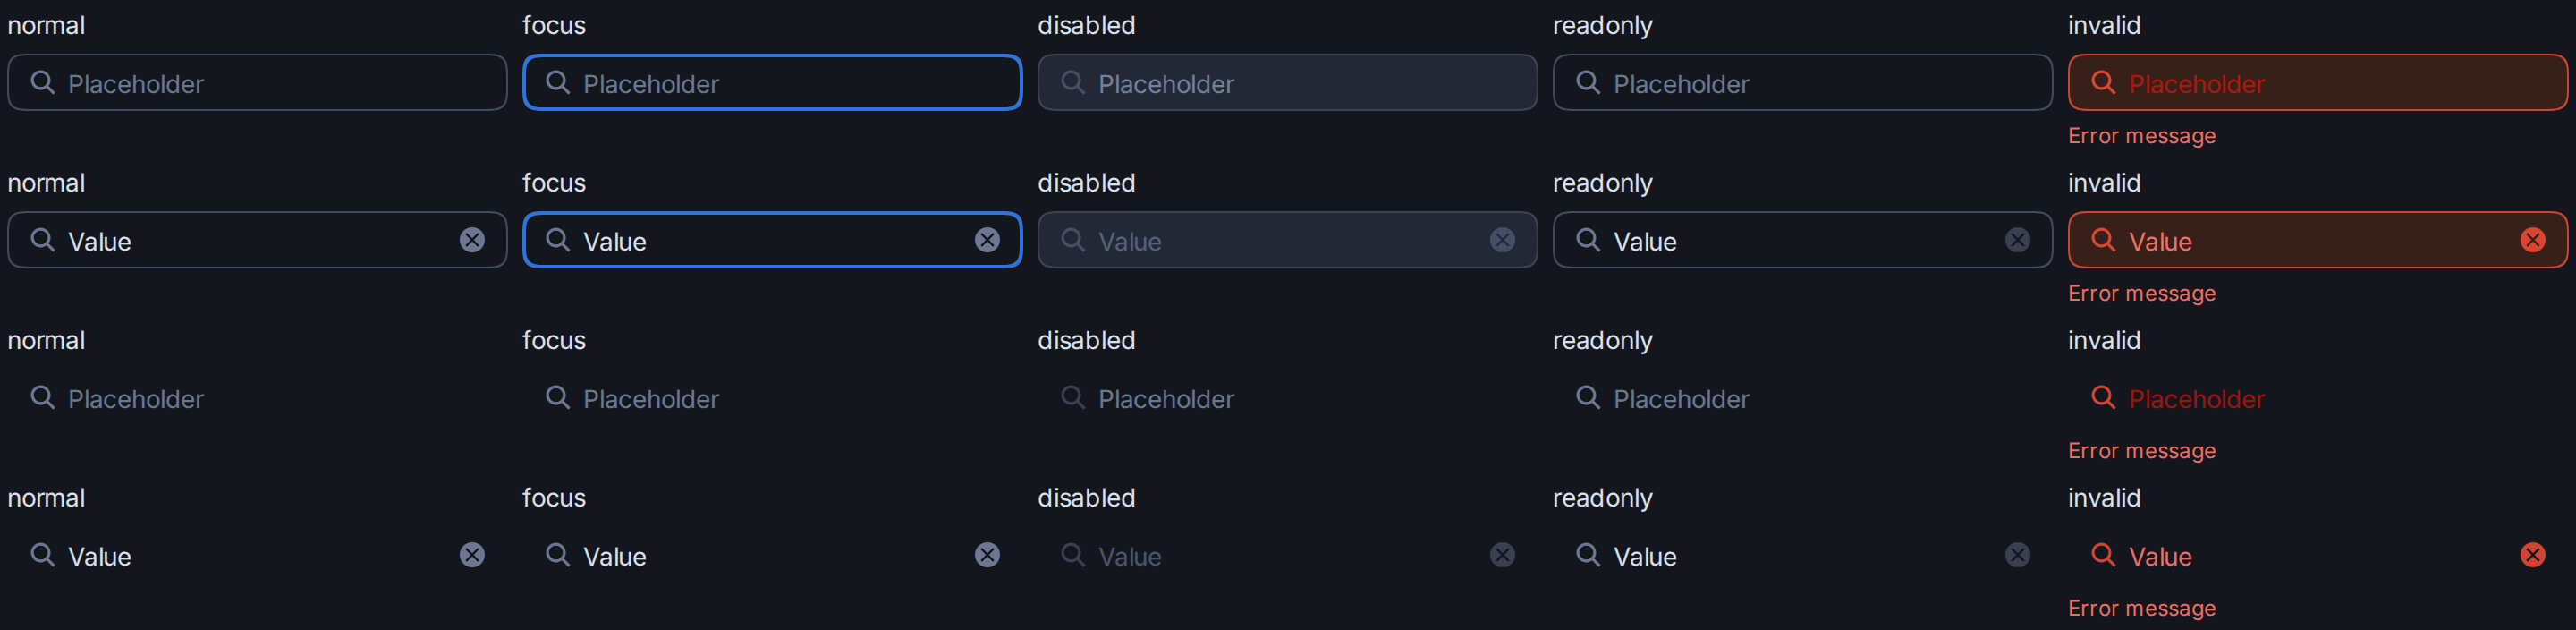 normal focus disabled readonly invalid
Placeholder Placeholder Placeholder Placeholder Placeholder
Error message
normal focus disabled readonly invalid
Value Value Value Value Value
Error message
normal focus disabled readonly invalid
Placeholder Placeholder Placeholder Placeholder Placeholder
Error message
normal focus disabled readonly invalid
Value Value Value Value Value
Error message